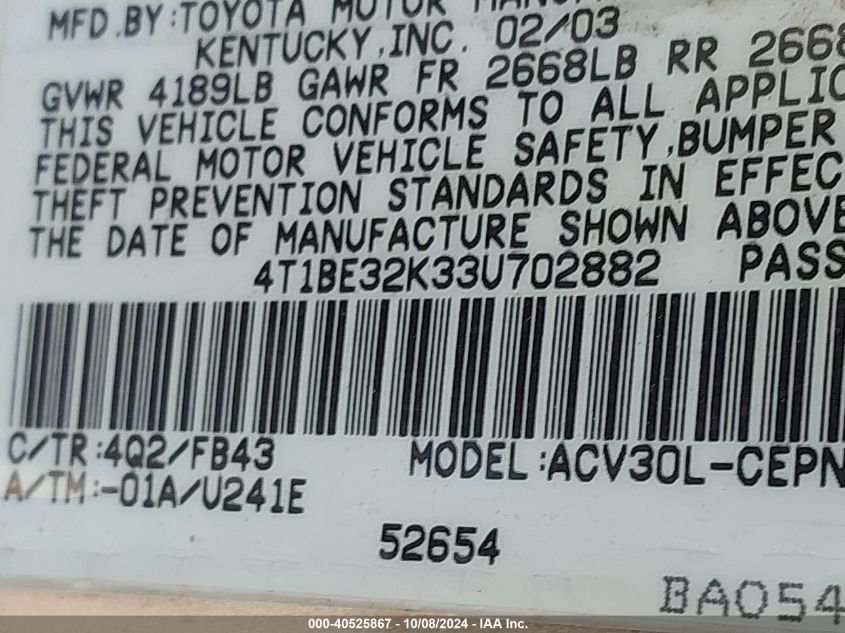 MFD.BY:TOYOTA MOTOR
KENTUCKY,INC. 02/03
GVWR 4189LB GAWR FR 2668LB RR 2668
THIS VEHICLE CONFORMS TO ALL APPLIC
FEDERAL MOTOR VEHICLE SAFETY,BUMPER
THEFT PREVENTION STANDARDS IN EFFEC
THE DATE OF MANUFACTURE SHOWN ABOVE
4T1BE32K33U702882 PASS
C/TR:4Q2/FB43 MODEL:ACV30L-CEPN
A/TM:-01A/U241E
52654
BA054
000-40525867 - 10/08/2024 - IAA Inc.